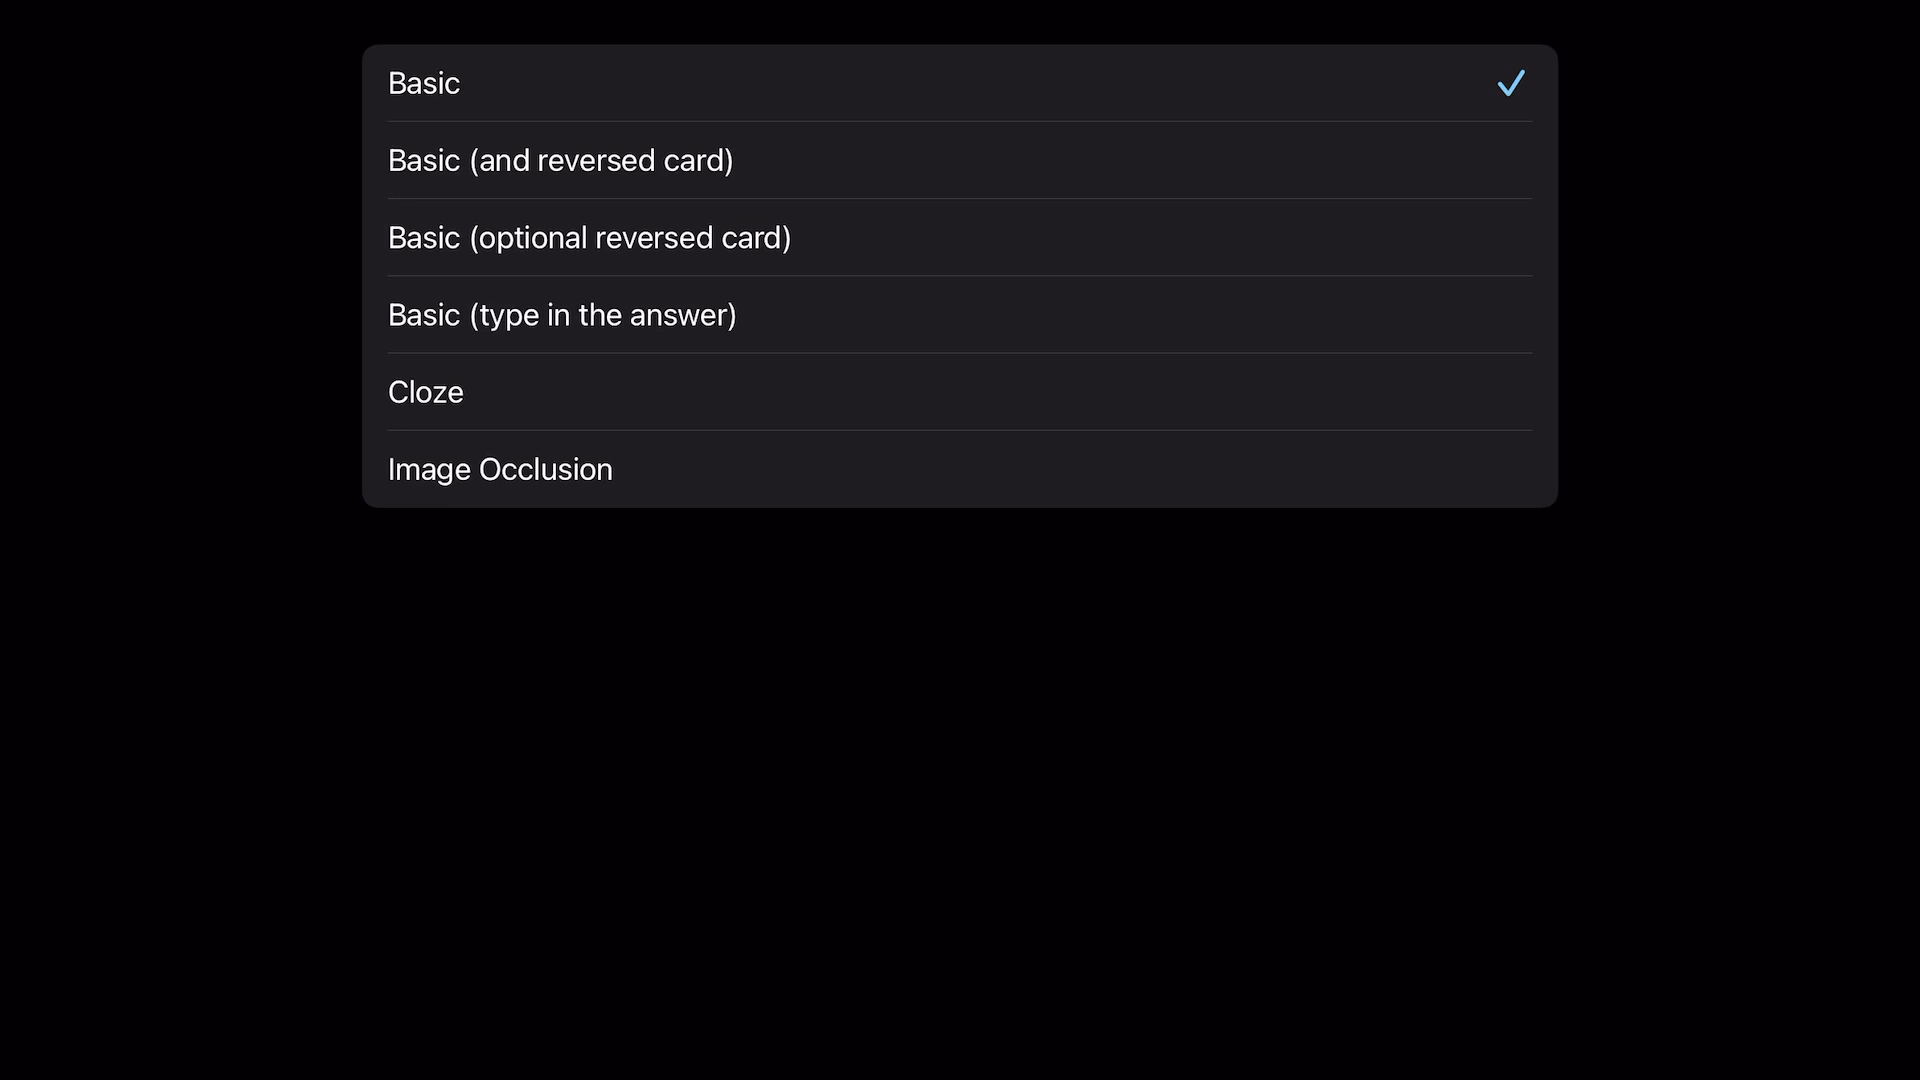 Basic
Basic (and reversed card)
Basic (optional reversed card)
Basic (type in the answer)
Cloze
Image Occlusion